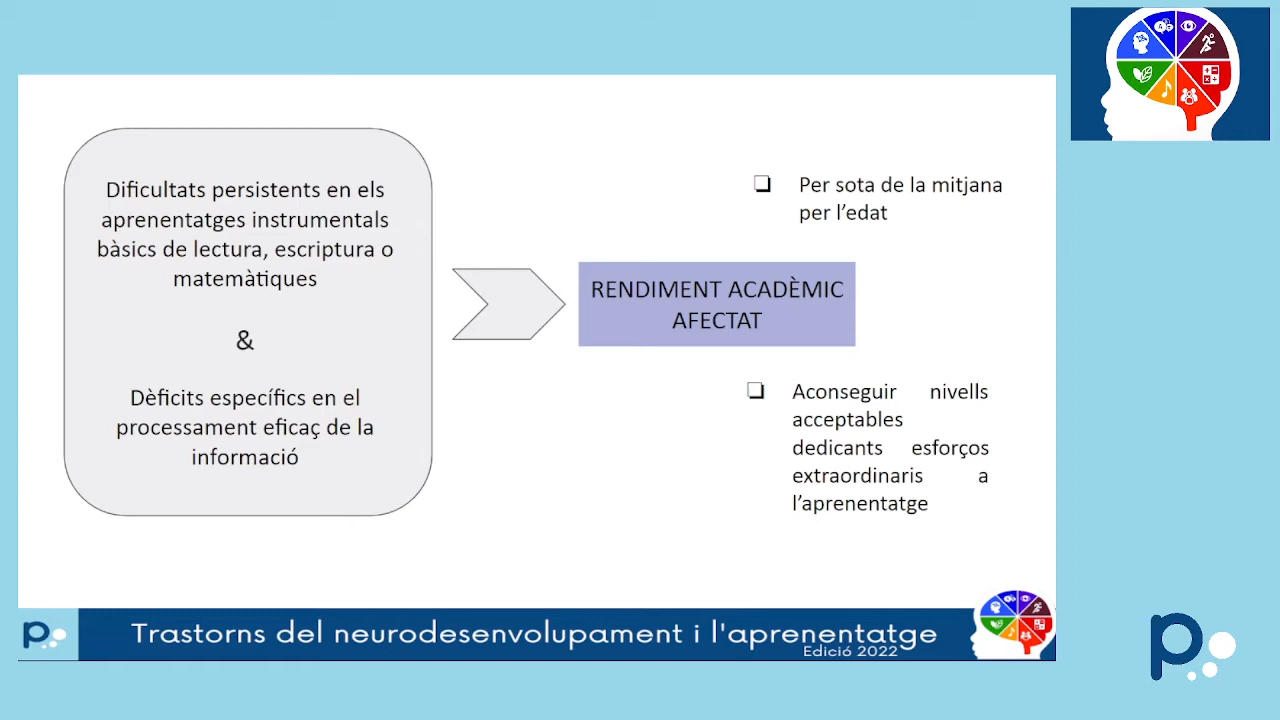 Dificultats persistents en els
aprenentatges instrumentals
bàsics de lectura, escriptura o
matemàtiques
&
Dèficits específics en el
processament eficaç de la
informació
RENDIMENT ACADÈMIC
AFECTAT
❏ Per sota de la mitjana
per l’edat
❏ Aconseguir nivells
acceptables
dedicants esforços
extraordinaris a
l’aprenentatge
p
Trastorns del neurodesenvolupament i l'aprenentatge
Edició 2022
p